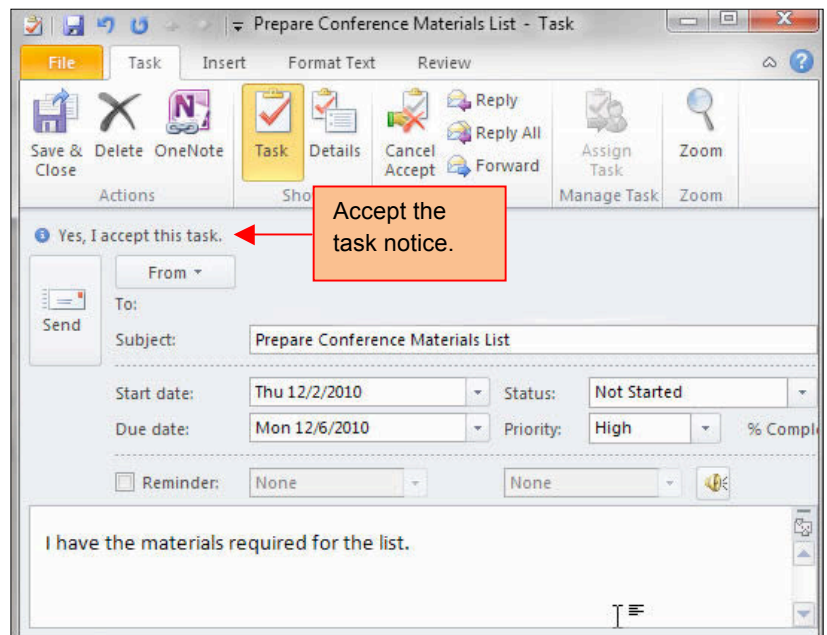 Prepare Conference Materials List - Task
File Task Insert Format Text Review
Save & Close Delete OneNote Task Details Cancel Accept Reply Reply All Forward Assign Task Zoom
Actions Sho Manage Task Zoom
Accept the
task notice.
Yes, I accept this task.
From
To:
Send
Subject: Prepare Conference Materials List
Start date: Thu 12/2/2010 Status: Not Started
Due date: Mon 12/6/2010 Priority: High % Comple
Reminder: None None
I have the materials required for the list.